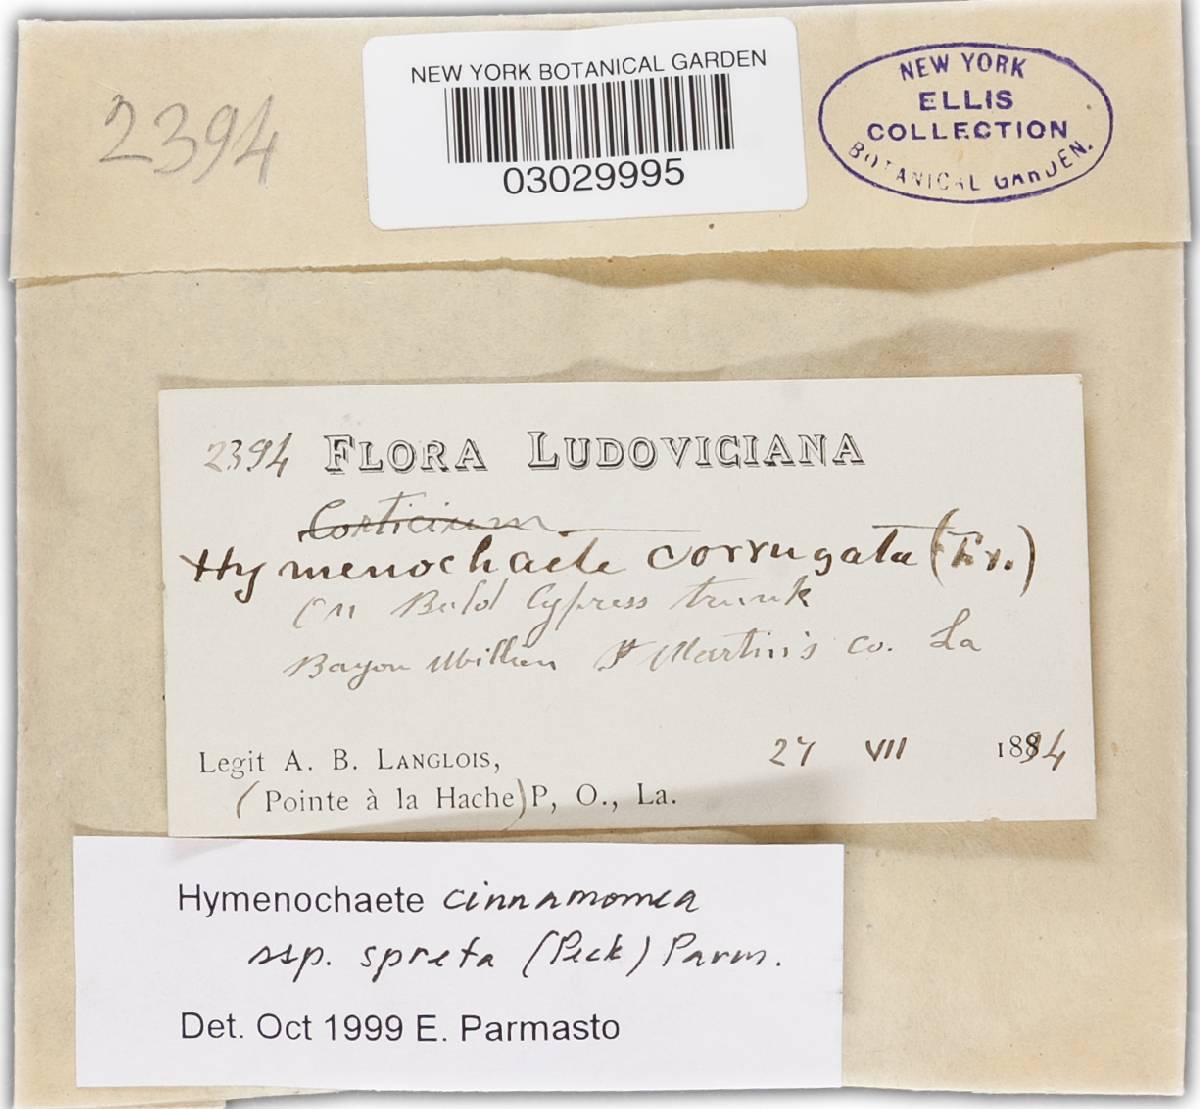 2394
NEW YORK BOTANICAL GARDEN
03029995
NEW YORK
ELLIS
COLLECTION
BOTANICAL GARDEN.
2394 FLORA LUDOVICIANA
Corticium
Hymenochaete corrugata (Fr.)
On Bald Cypress trunk
Bayou St Martin's co. La
Legit A. B. LANGLOIS, 27 VII 1894
(Pointe à la Hache) P, O., La.
Hymenochaete cinnamomea
ssp. spreta (Peck) Parm.
Det. Oct 1999 E. Parmasto